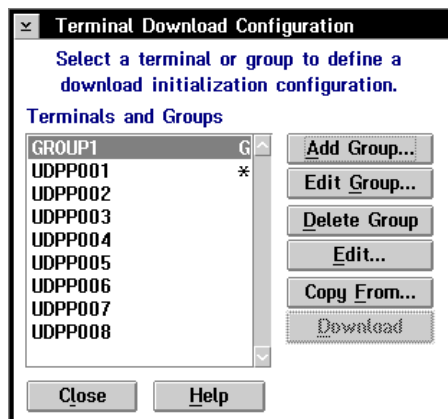 Terminal Download Configuration
Select a terminal or group to define a
download initialization configuration.
Terminals and Groups
GROUP1 G
UDPP001 *
UDPP002
UDPP003
UDPP004
UDPP005
UDPP006
UDPP007
UDPP008
Add Group...
Edit Group...
Delete Group
Edit...
Copy From...
Download
Close
Help